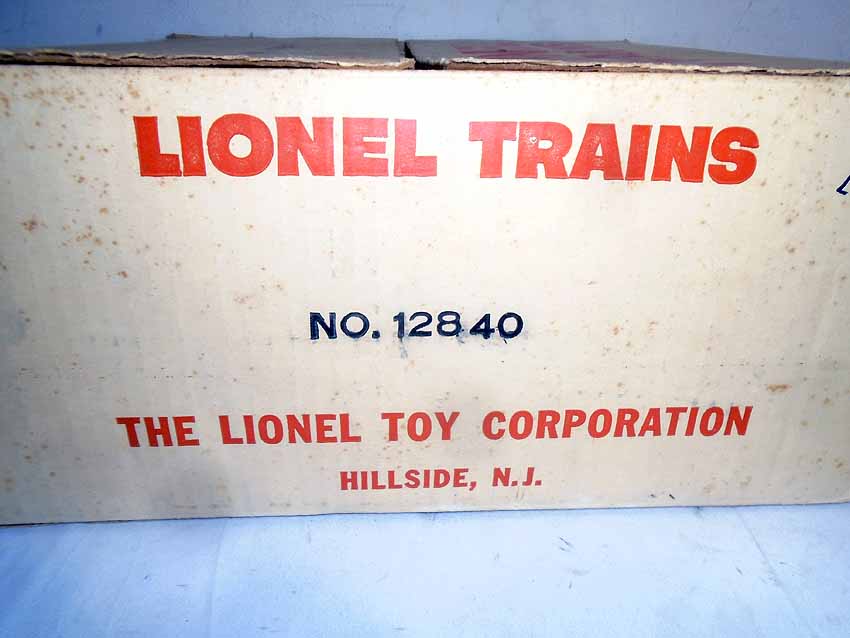 LIONEL TRAINS
NO. 12840
THE LIONEL TOY CORPORATION
HILLSIDE, N.J.